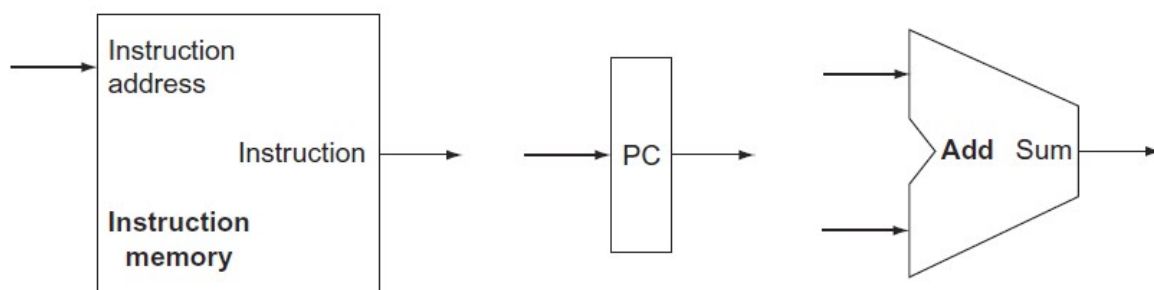 Instruction
address
Instruction
Instruction
memory
PC
Add Sum